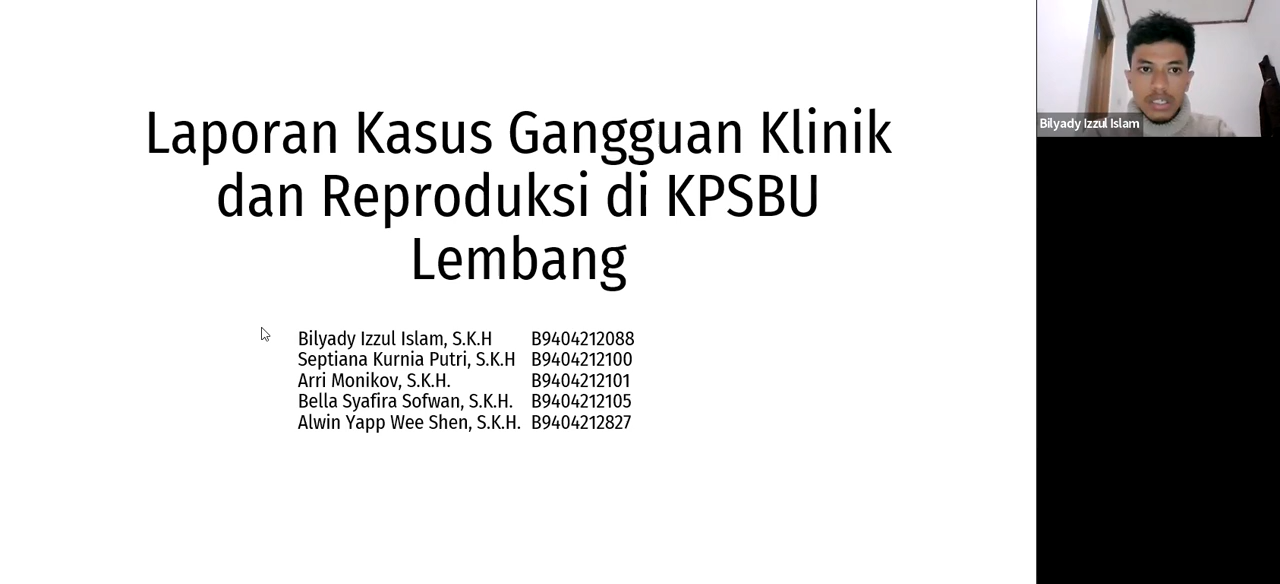 Laporan Kasus Gangguan Klinik
dan Reproduksi di KPSBU
Lembang
Bilyady Izzul Islam, S.K.H B9404212088
Septiana Kurnia Putri, S.K.H B9404212100
Arri Monikov, S.K.H. B9404212101
Bella Syafira Sofwan, S.K.H. B9404212105
Alwin Yapp Wee Shen, S.K.H. B9404212827
Bilyady Izzul Islam